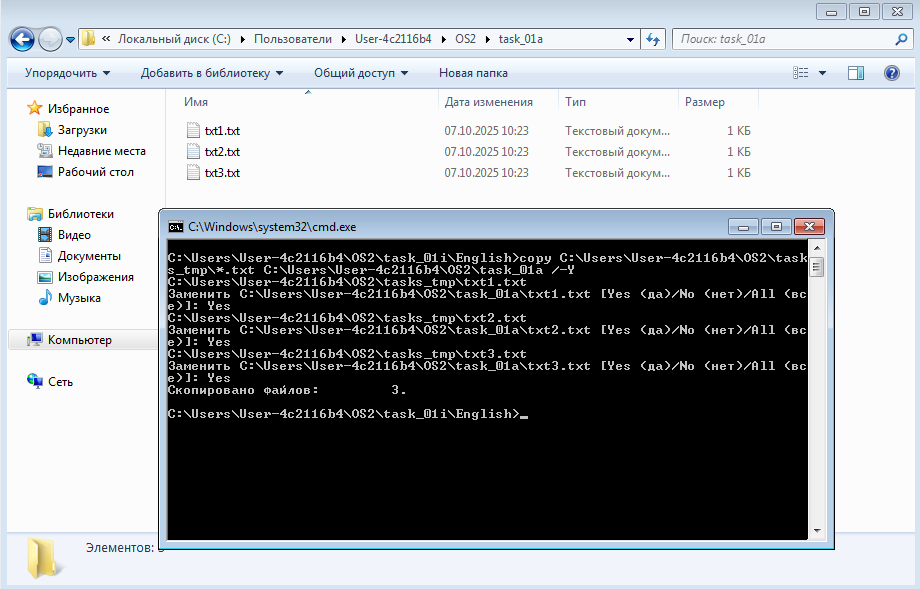 « Локальный диск (C:) ▸ Пользователи ▸ User-4c2116b4 ▸ OS2 ▸ task_01a
Поиск: task_01a
Упорядочить Добавить в библиотеку Общий доступ Новая папка
Избранное
Загрузки
Недавние места
Рабочий стол
Библиотеки
Видео
Документы
Изображения
Музыка
Компьютер
Сеть
Имя Дата изменения Тип Размер
txt1.txt 07.10.2025 10:23 Текстовый докум... 1 КБ
txt2.txt 07.10.2025 10:23 Текстовый докум... 1 КБ
txt3.txt 07.10.2025 10:23 Текстовый докум... 1 КБ
C:\Windows\system32\cmd.exe
C:\Users\User-4c2116b4\OS2\task_01i\English>copy C:\Users\User-4c2116b4\OS2\task
s_tmp\*.txt C:\Users\User-4c2116b4\OS2\task_01a /-Y
C:\Users\User-4c2116b4\OS2\tasks_tmp\txt1.txt
Заменить C:\Users\User-4c2116b4\OS2\task_01a\txt1.txt [Yes (да)/No (нет)/All (вс
е)]: Yes
C:\Users\User-4c2116b4\OS2\tasks_tmp\txt2.txt
Заменить C:\Users\User-4c2116b4\OS2\task_01a\txt2.txt [Yes (да)/No (нет)/All (вс
е)]: Yes
C:\Users\User-4c2116b4\OS2\tasks_tmp\txt3.txt
Заменить C:\Users\User-4c2116b4\OS2\task_01a\txt3.txt [Yes (да)/No (нет)/All (вс
е)]: Yes
Скопировано файлов: 3.
C:\Users\User-4c2116b4\OS2\task_01i\English>_
Элементов: